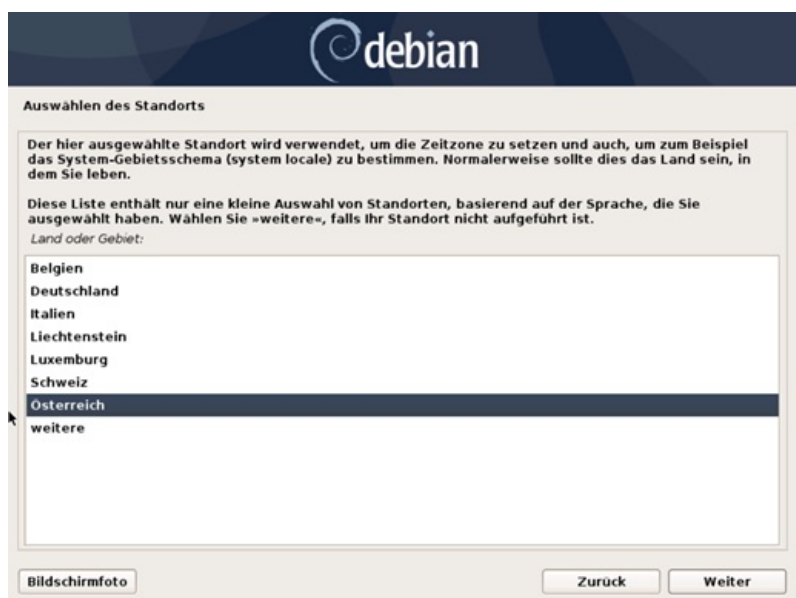 debian
Auswählen des Standorts
Der hier ausgewählte Standort wird verwendet, um die Zeitzone zu setzen und auch, um zum Beispiel
das System-Gebietsschema (system locale) zu bestimmen. Normalerweise sollte dies das Land sein, in
dem Sie leben.
Diese Liste enthält nur eine kleine Auswahl von Standorten, basierend auf der Sprache, die Sie
ausgewählt haben. Wählen Sie »weitere«, falls Ihr Standort nicht aufgeführt ist.
Land oder Gebiet:
Belgien
Deutschland
Italien
Liechtenstein
Luxemburg
Schweiz
Österreich
weitere
Bildschirmfoto
Zurück
Weiter